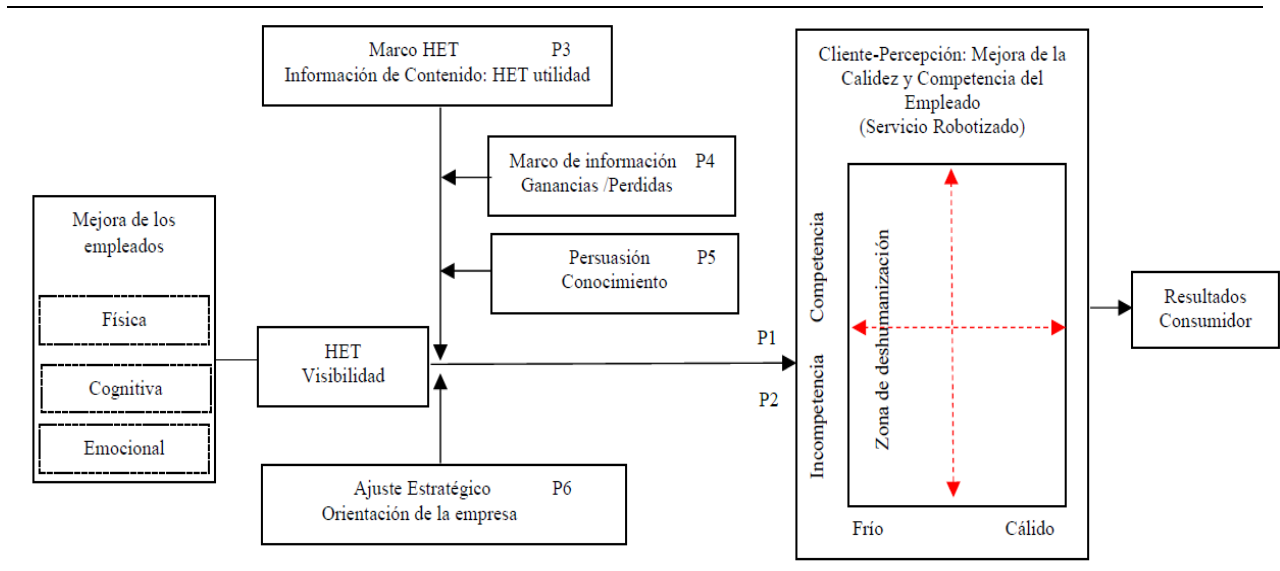 Marco HET P3
Información de Contenido: HET utilidad
Marco de información P4
Ganancias /Perdidas
Persuasión P5
Conocimiento
Mejora de los
empleados
Física
Cognitiva
Emocional
HET
Visibilidad
P1
P2
Ajuste Estratégico P6
Orientación de la empresa
Cliente-Percepción: Mejora de la
Calidez y Competencia del
Empleado
(Servicio Robotizado)
Competencia
Incompetencia
Zona de deshumanización
Frío
Cálido
Resultados
Consumidor